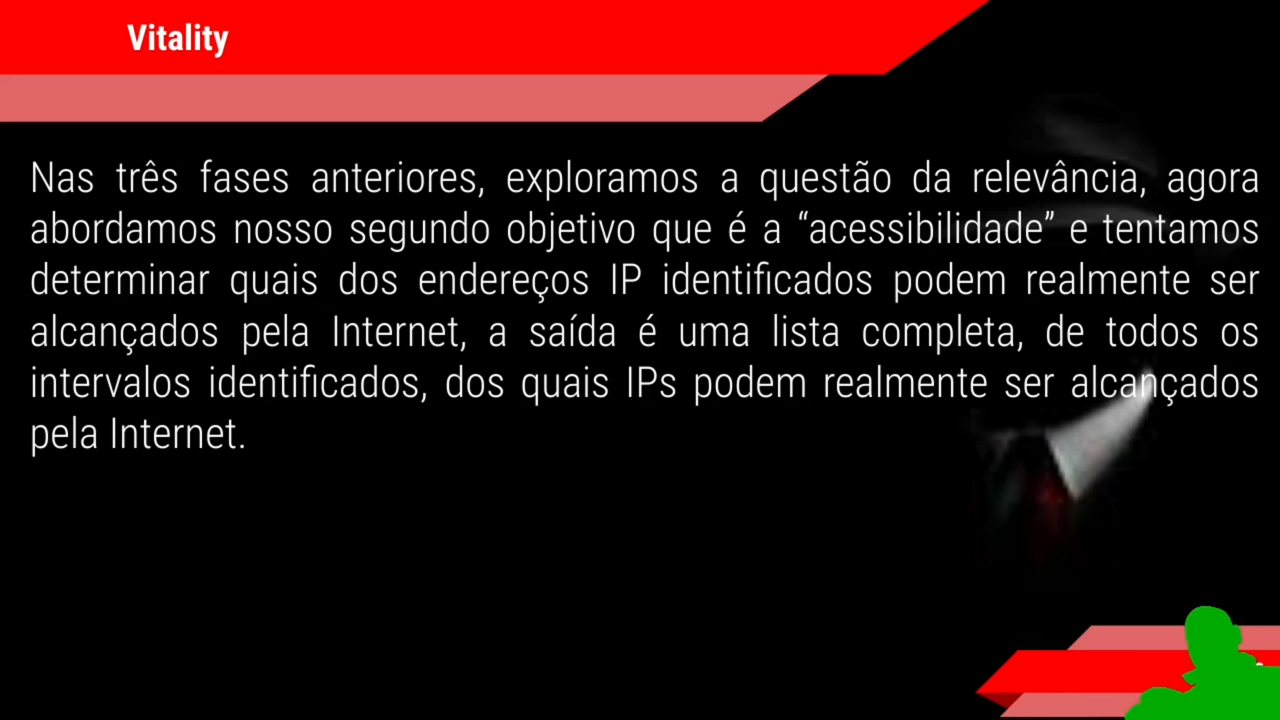 Vitality
Nas três fases anteriores, exploramos a questão da relevância, agora
abordamos nosso segundo objetivo que é a “acessibilidade” e tentamos
determinar quais dos endereços IP identificados podem realmente ser
alcançados pela Internet, a saída é uma lista completa, de todos os
intervalos identificados, dos quais IPs podem realmente ser alcançados
pela Internet.